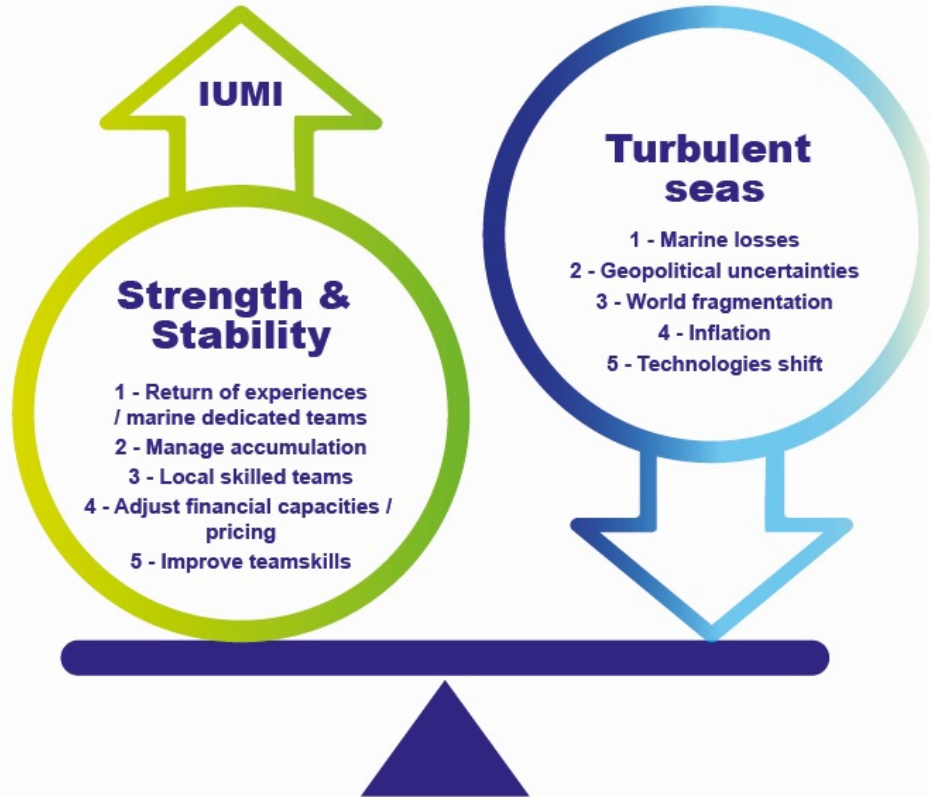 IUMI
Strength &
Stability
1 - Return of experiences
/ marine dedicated teams
2 - Manage accumulation
3 - Local skilled teams
4 - Adjust financial capacities /
pricing
5 - Improve teamskills
Turbulent
seas
1 - Marine losses
2 - Geopolitical uncertainties
3 - World fragmentation
4 - Inflation
5 - Technologies shift